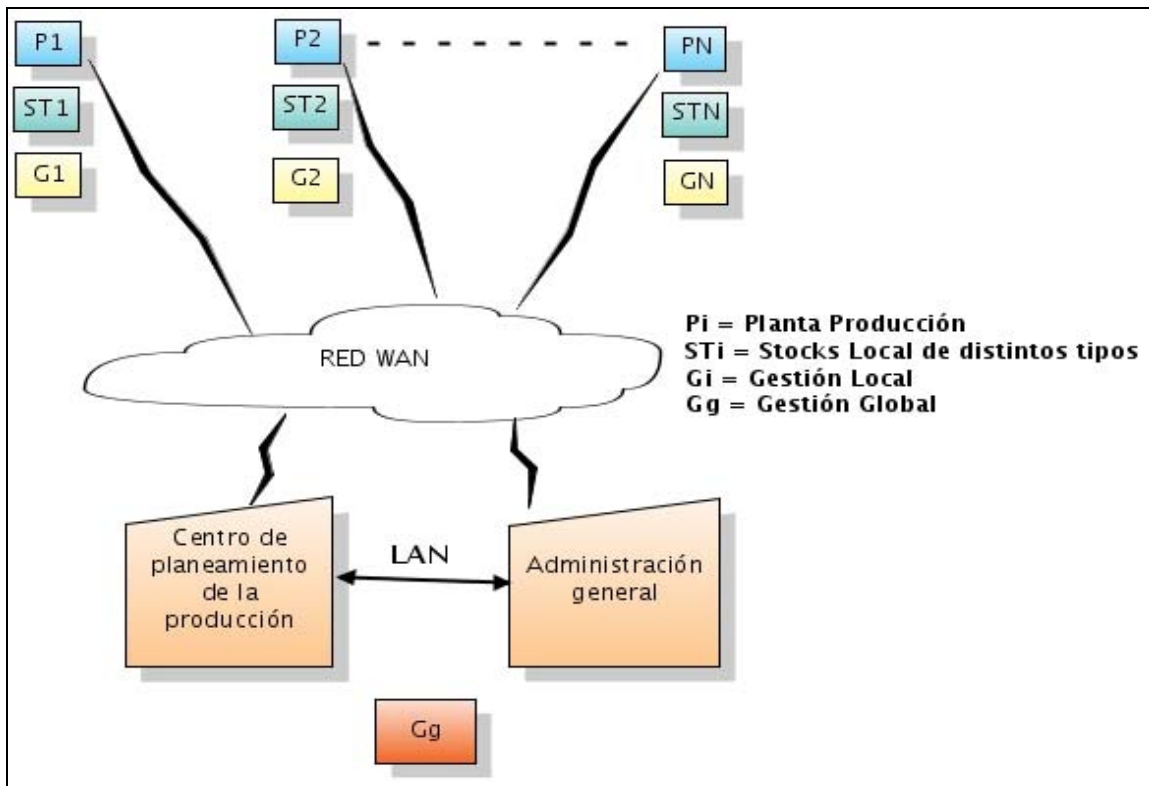 P1
P2
PN
ST1
ST2
STN
G1
G2
GN
RED WAN
Pi = Planta Producción
STi = Stocks Local de distintos tipos
Gi = Gestión Local
Gg = Gestión Global
Centro de
planeamiento
de la
producción
LAN
Administración
general
Gg